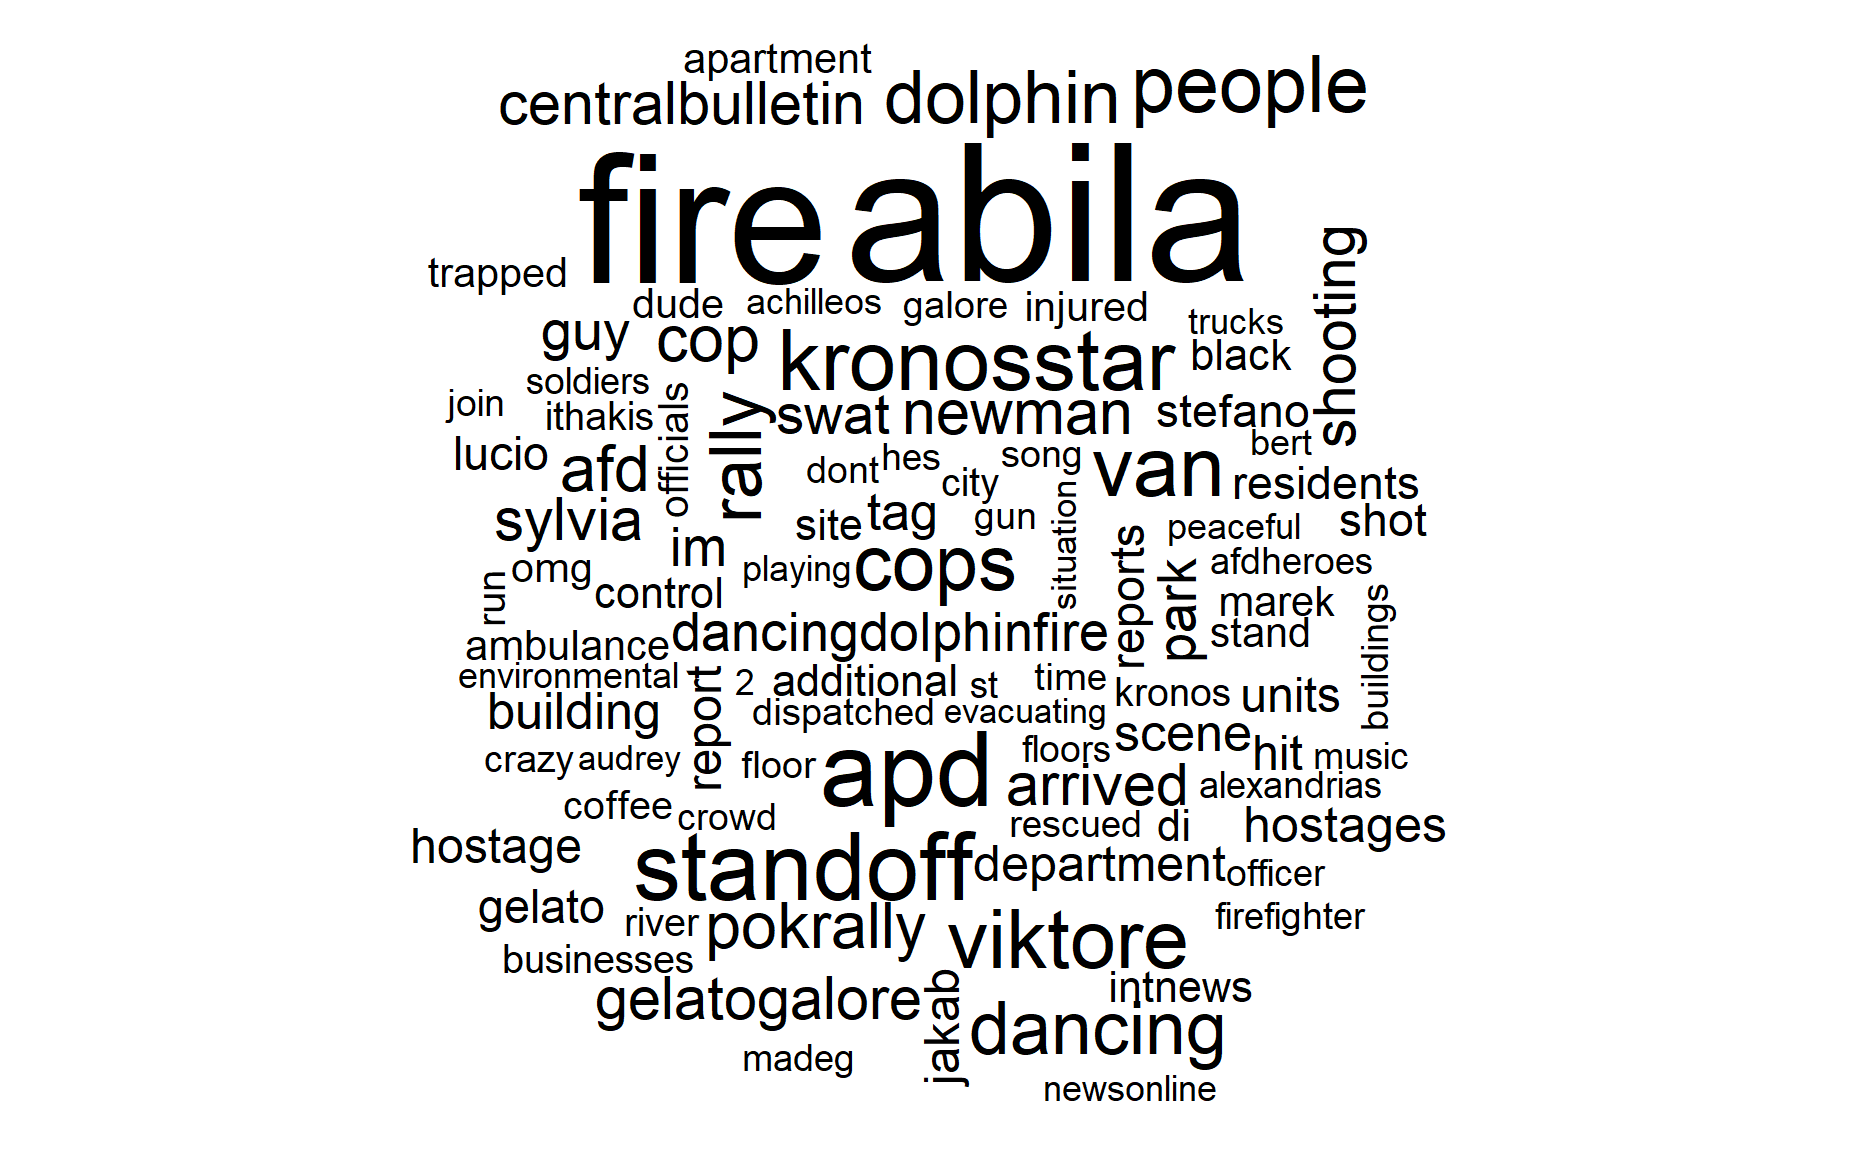 apartment
centralbulletin dolphin people
fire abila
shooting
trapped
dude achilleos galore injured
guy cop kronosstar trucks
black
soldiers
join ithakis officials rally swat newman stefano
bert
lucio afd dont hes song van residents
city
sylvia site tag gun situation peaceful shot
im reports park
omg playing cops afdheroes
run control marek buildings
ambulance dancingdolphinfire stand
environmental report 2 additional st time kronos units
building dispatched evacuating
scene
crazy audrey floor apd floors hit music
arrived alexandrias
coffee crowd rescued di hostages
hostage standoff department officer
gelato river pokrally viktore firefighter
businesses
gelatogalore jakab intnews
dancing
madeg
newsonline